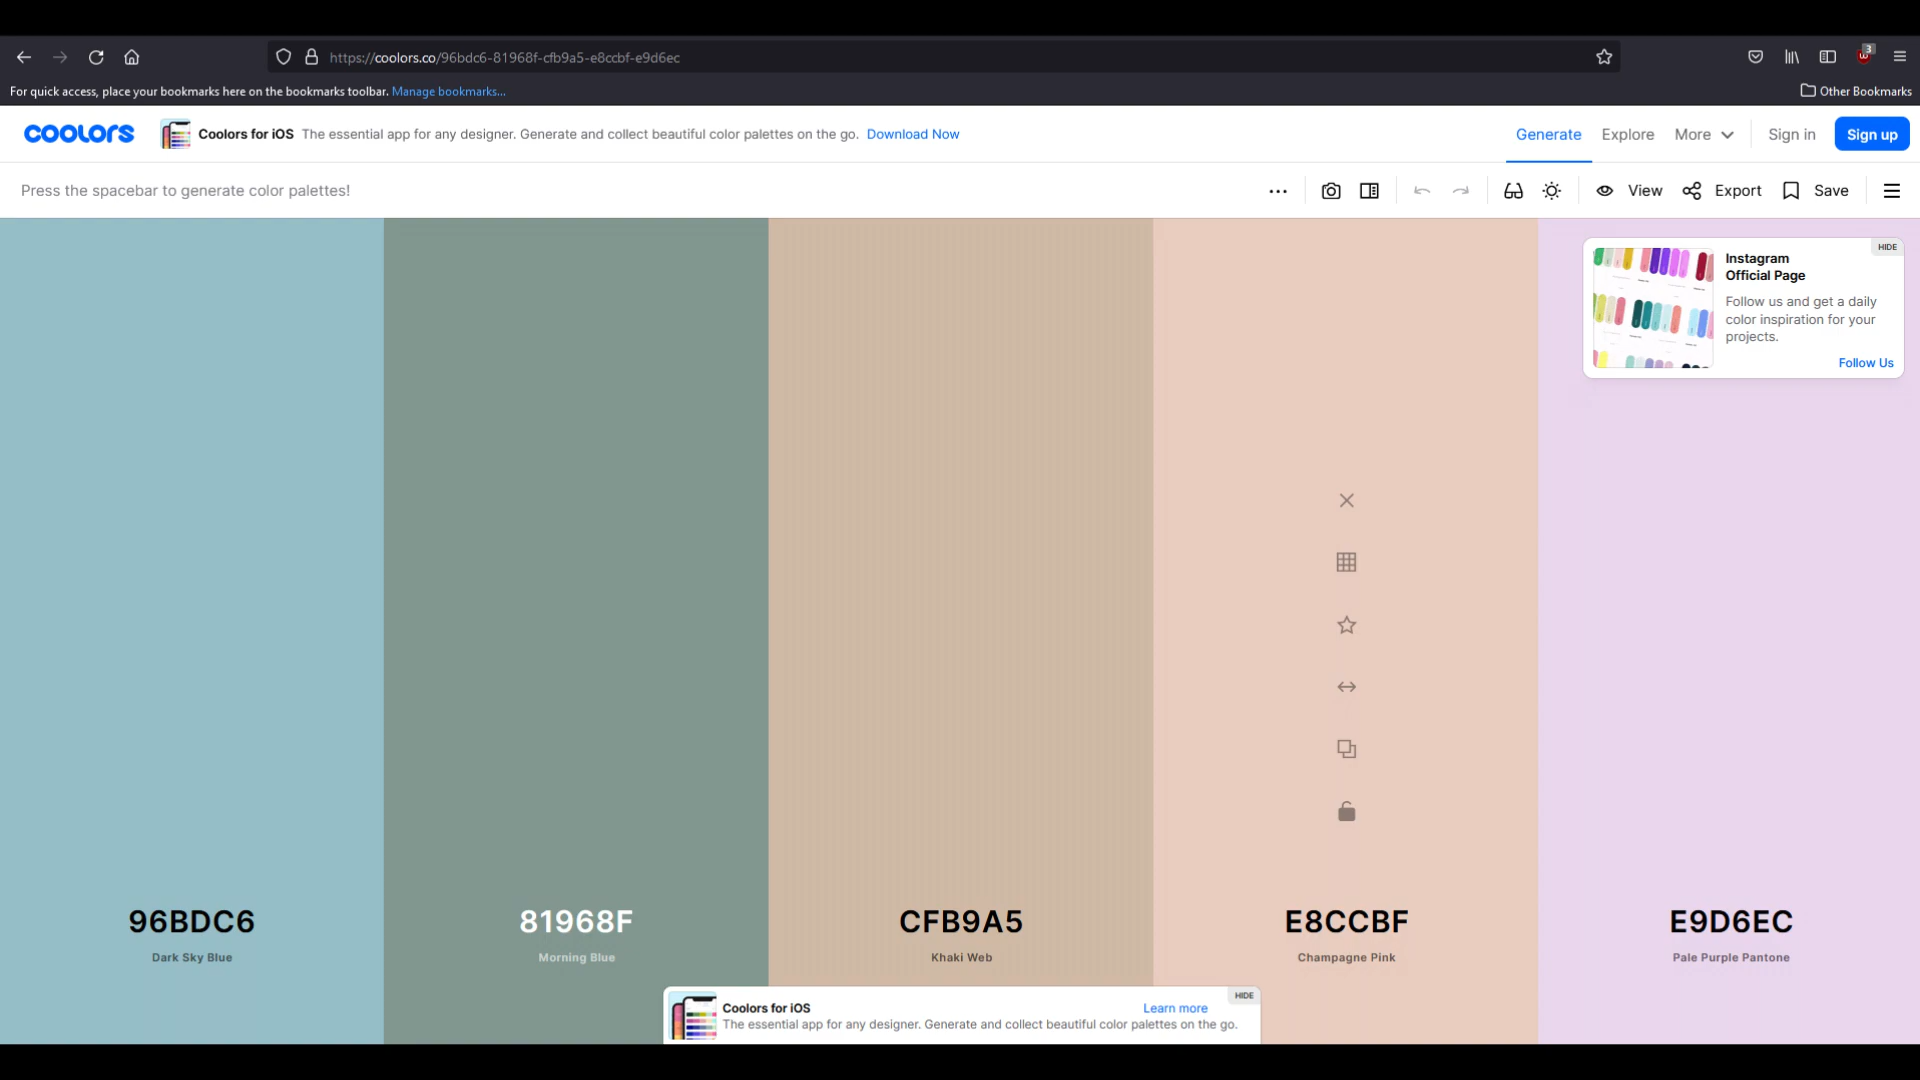 https://coolors.co/96bdc6-81968f-cfb9a5-e8ccbf-e9d6ec
3
For quick access, place your bookmarks here on the bookmarks toolbar. Manage bookmarks...
Other Bookmarks
coolors
Coolors for iOS The essential app for any designer. Generate and collect beautiful color palettes on the go. Download Now
Generate
Explore
More
Sign in
Sign up
Press the spacebar to generate color palettes!
View
Export
Save
HIDE
Instagram
Official Page
Follow us and get a daily
color inspiration for your
projects.
Follow Us
96BDC6
Dark Sky Blue
81968F
Morning Blue
CFB9A5
Khaki Web
E8CCBF
Champagne Pink
E9D6EC
Pale Purple Pantone
HIDE
Coolors for iOS
Learn more
The essential app for any designer. Generate and collect beautiful color palettes on the go.